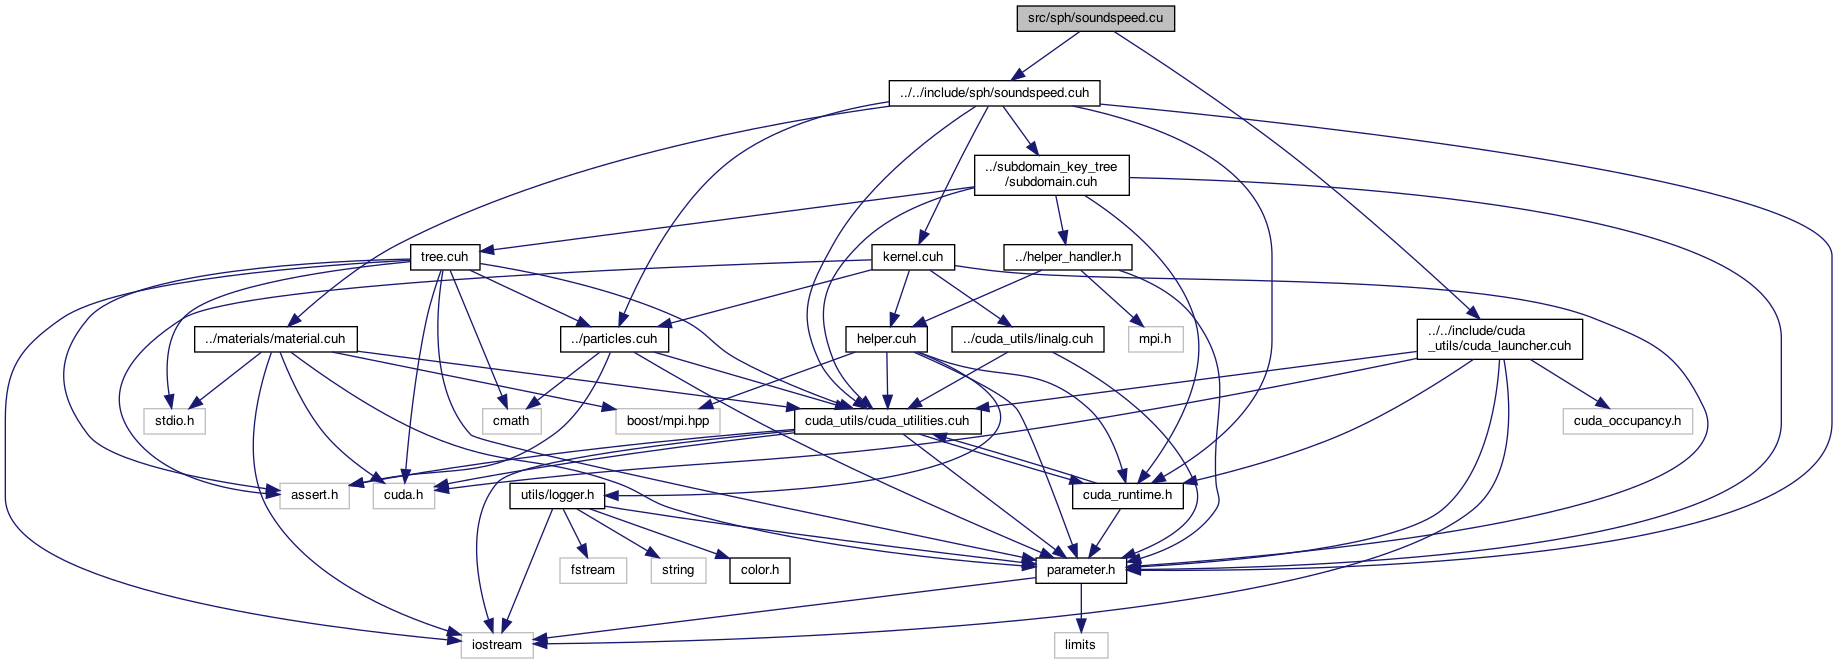 src/sph/soundspeed.cu
../../include/sph/soundspeed.cuh
../subdomain_key_tree
/subdomain.cuh
tree.cuh
kernel.cuh
../helper_handler.h
../materials/material.cuh
../particles.cuh
helper.cuh
../cuda_utils/linalg.cuh
mpi.h
../../include/cuda
_utils/cuda_launcher.cuh
stdio.h
cmath
boost/mpi.hpp
cuda_utils/cuda_utilities.cuh
cuda_occupancy.h
assert.h
cuda.h
utils/logger.h
cuda_runtime.h
fstream
string
color.h
parameter.h
iostream
limits